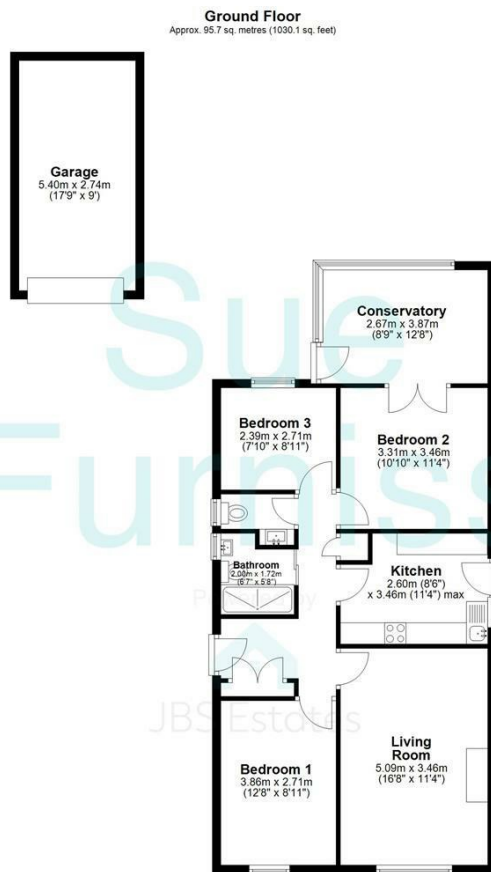 Ground Floor
Approx. 95.7 sq. metres (1030.1 sq. feet)
Garage
5.40m x 2.74m
(17'9" x 9')
Sue
Furniss
Conservatory
2.67m x 3.87m
(8'9" x 12'8")
Bedroom 3
2.39m x 2.71m
(7'10" x 8'11")
Bedroom 2
3.31m x 3.46m
(10'10" x 11'4")
Bathroom
2.00m x 1.72m
(6'7" x 5'8")
Kitchen
2.60m (8'6")
x 3.46m (11'4") max
JBS Estates
Living
Room
5.09m x 3.46m
(16'8" x 11'4")
Bedroom 1
3.86m x 2.71m
(12'8" x 8'11")